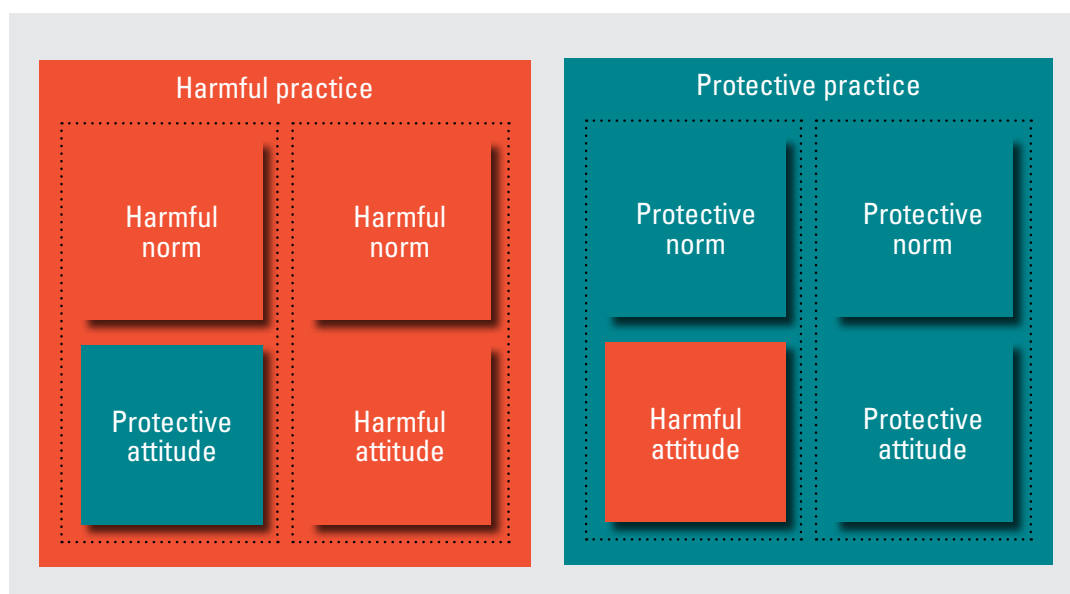 Harmful practice
Harmful
norm
Harmful
norm
Protective
attitude
Harmful
attitude
Protective practice
Protective
norm
Protective
norm
Harmful
attitude
Protective
attitude